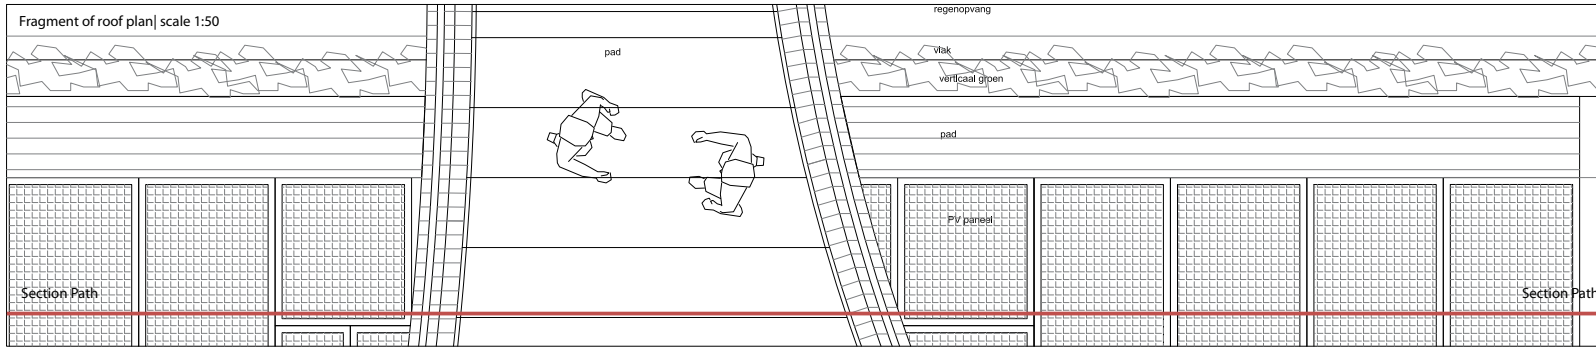 Fragment of roof plan| scale 1:50
regenopvang
pad
vlak
verticaal groen
pad
PV paneel
Section Path
Section Path